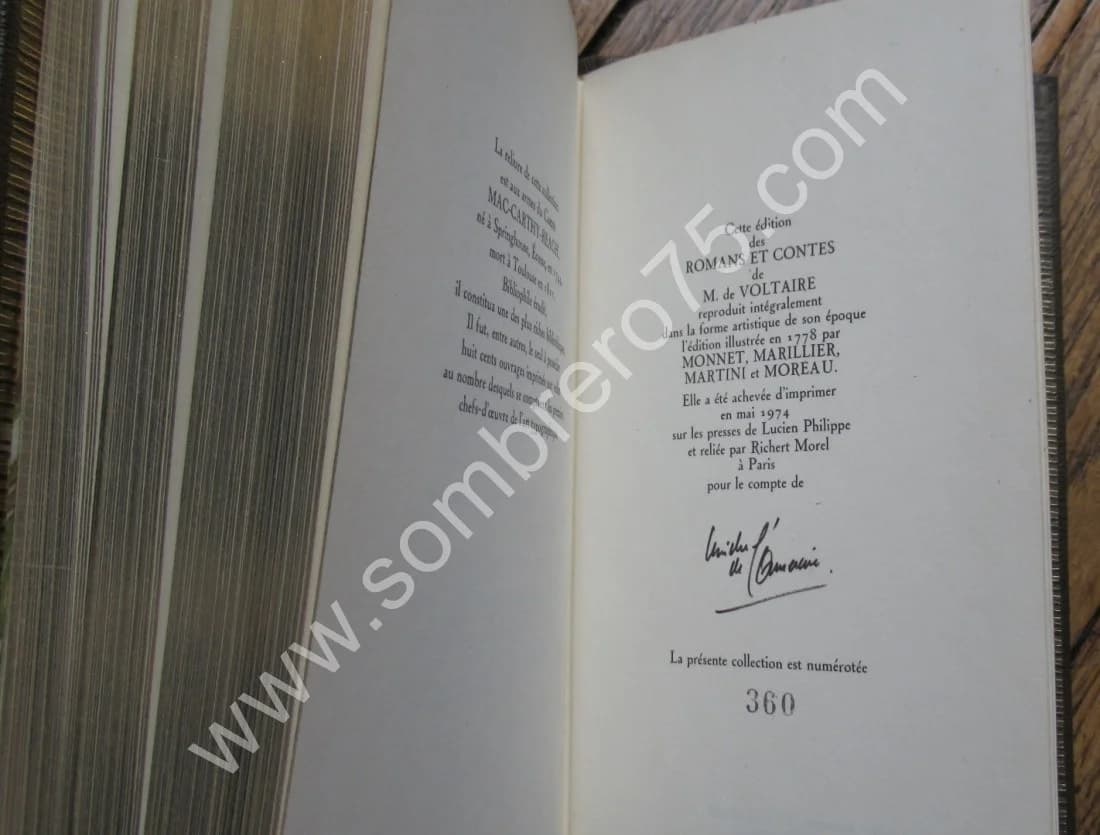 La reliure de cette collection
est aux armes du Comte
MAC-CARTHY-REAGH,
né à Springhouse, Écosse, en
mort à Toulouse en
Bibliophile érudit,
il constitua une des plus riches bibliothèques
Il fut, entre autres, le seul à posséder
huit cents ouvrages imprimés sur
au nombre desquels se comptent les
chefs-d'œuvre de l'art typographique
Cette édition
des
ROMANS ET CONTES
de
M. de VOLTAIRE
reproduit intégralement
dans la forme artistique de son époque
l'édition illustrée en 1778 par
MONNET, MARILLIER,
MARTINI et MOREAU.
Elle a été achevée d'imprimer
en mai 1974
sur les presses de Lucien Philippe
et reliée par Richert Morel
à Paris
pour le compte de
de
La présente collection est numérotée
360
www.sombrero75.com